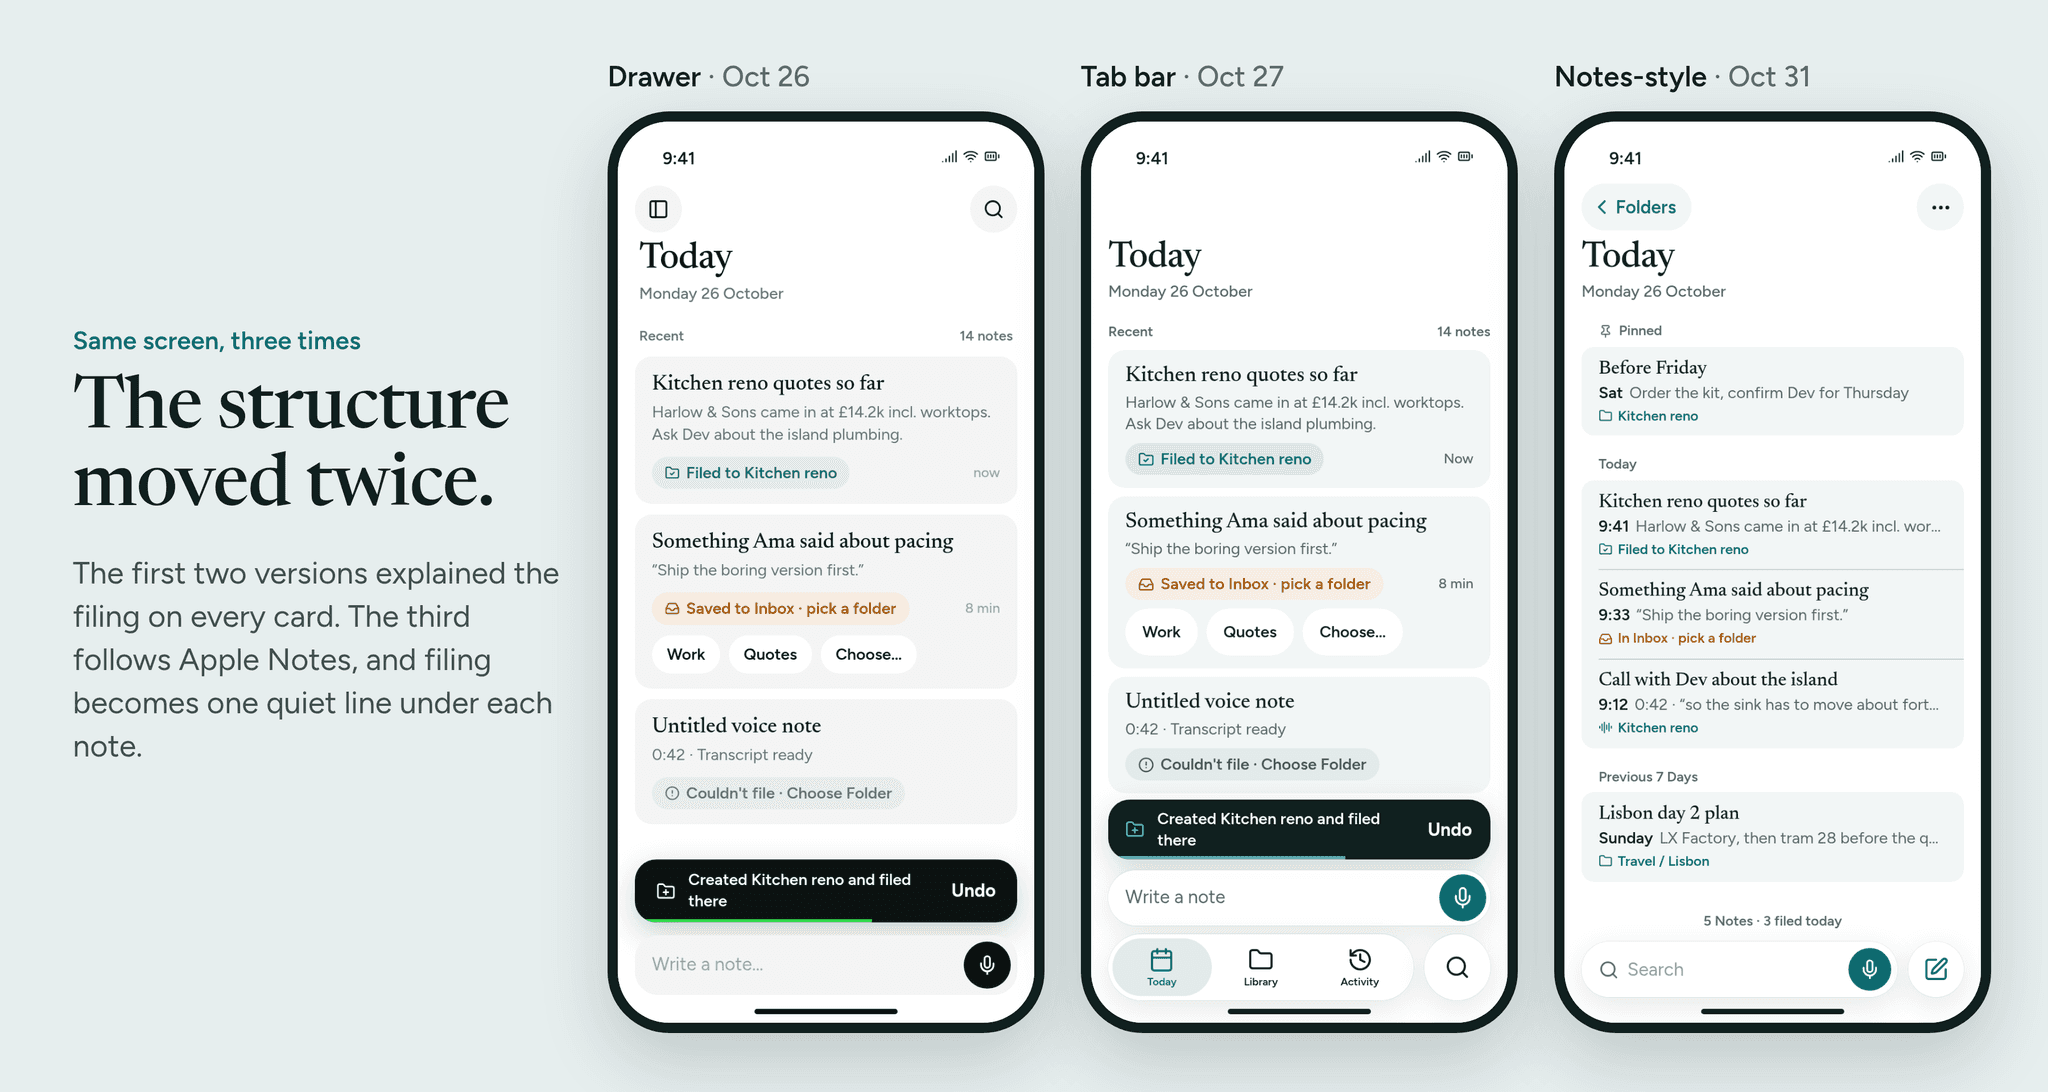 Same screen, three times
The structure
moved twice.
The first two versions explained the
filing on every card. The third
follows Apple Notes, and filing
becomes one quiet line under each
note.
Drawer · Oct 26
9:41
Today
Monday 26 October
Recent
14 notes
Kitchen reno quotes so far
Harlow & Sons came in at £14.2k incl. worktops.
Ask Dev about the island plumbing.
Filed to Kitchen reno
now
Something Ama said about pacing
“Ship the boring version first.”
Saved to Inbox · pick a folder
8 min
Work
Quotes
Choose...
Untitled voice note
0:42 · Transcript ready
Couldn't file · Choose Folder
Created Kitchen reno and filed
there
Undo
Write a note...
Tab bar · Oct 27
9:41
Today
Monday 26 October
Recent
14 notes
Kitchen reno quotes so far
Harlow & Sons came in at £14.2k incl. worktops.
Ask Dev about the island plumbing.
Filed to Kitchen reno
Now
Something Ama said about pacing
“Ship the boring version first.”
Saved to Inbox · pick a folder
8 min
Work
Quotes
Choose...
Untitled voice note
0:42 · Transcript ready
Couldn't file · Choose Folder
Created Kitchen reno and filed
there
Undo
Write a note
Today
Library
Activity
Notes-style · Oct 31
9:41
Folders
Today
Monday 26 October
Pinned
Before Friday
Sat Order the kit, confirm Dev for Thursday
Kitchen reno
Today
Kitchen reno quotes so far
9:41 Harlow & Sons came in at £14.2k incl. wor...
Filed to Kitchen reno
Something Ama said about pacing
9:33 “Ship the boring version first.”
In Inbox · pick a folder
Call with Dev about the island
9:12 0:42 · “so the sink has to move about fort...
Kitchen reno
Previous 7 Days
Lisbon day 2 plan
Sunday LX Factory, then tram 28 before the q...
Travel / Lisbon
5 Notes · 3 filed today
Search